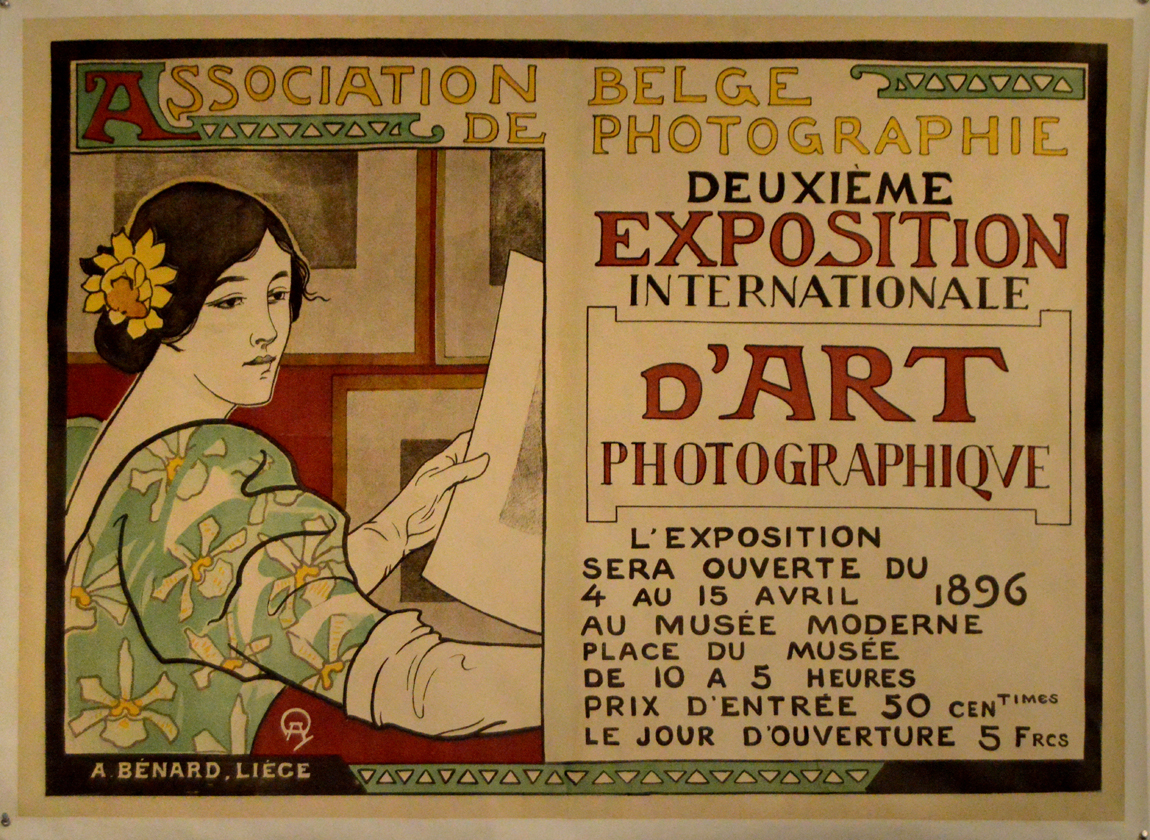 ASSOCIATION BELGE
DE PHOTOGRAPHIE
DEUXIÈME
EXPOSITION
INTERNATIONALE
D'ART
PHOTOGRAPHIQVE
L'EXPOSITION
SERA OUVERTE DU
4 AU 15 AVRIL 1896
AU MUSÉE MODERNE
PLACE DU MUSÉE
DE 10 A 5 HEURES
PRIX D'ENTRÉE 50 CENTIMES
LE JOUR D'OUVERTURE 5 FRCS
A. BÉNARD, LIÈGE